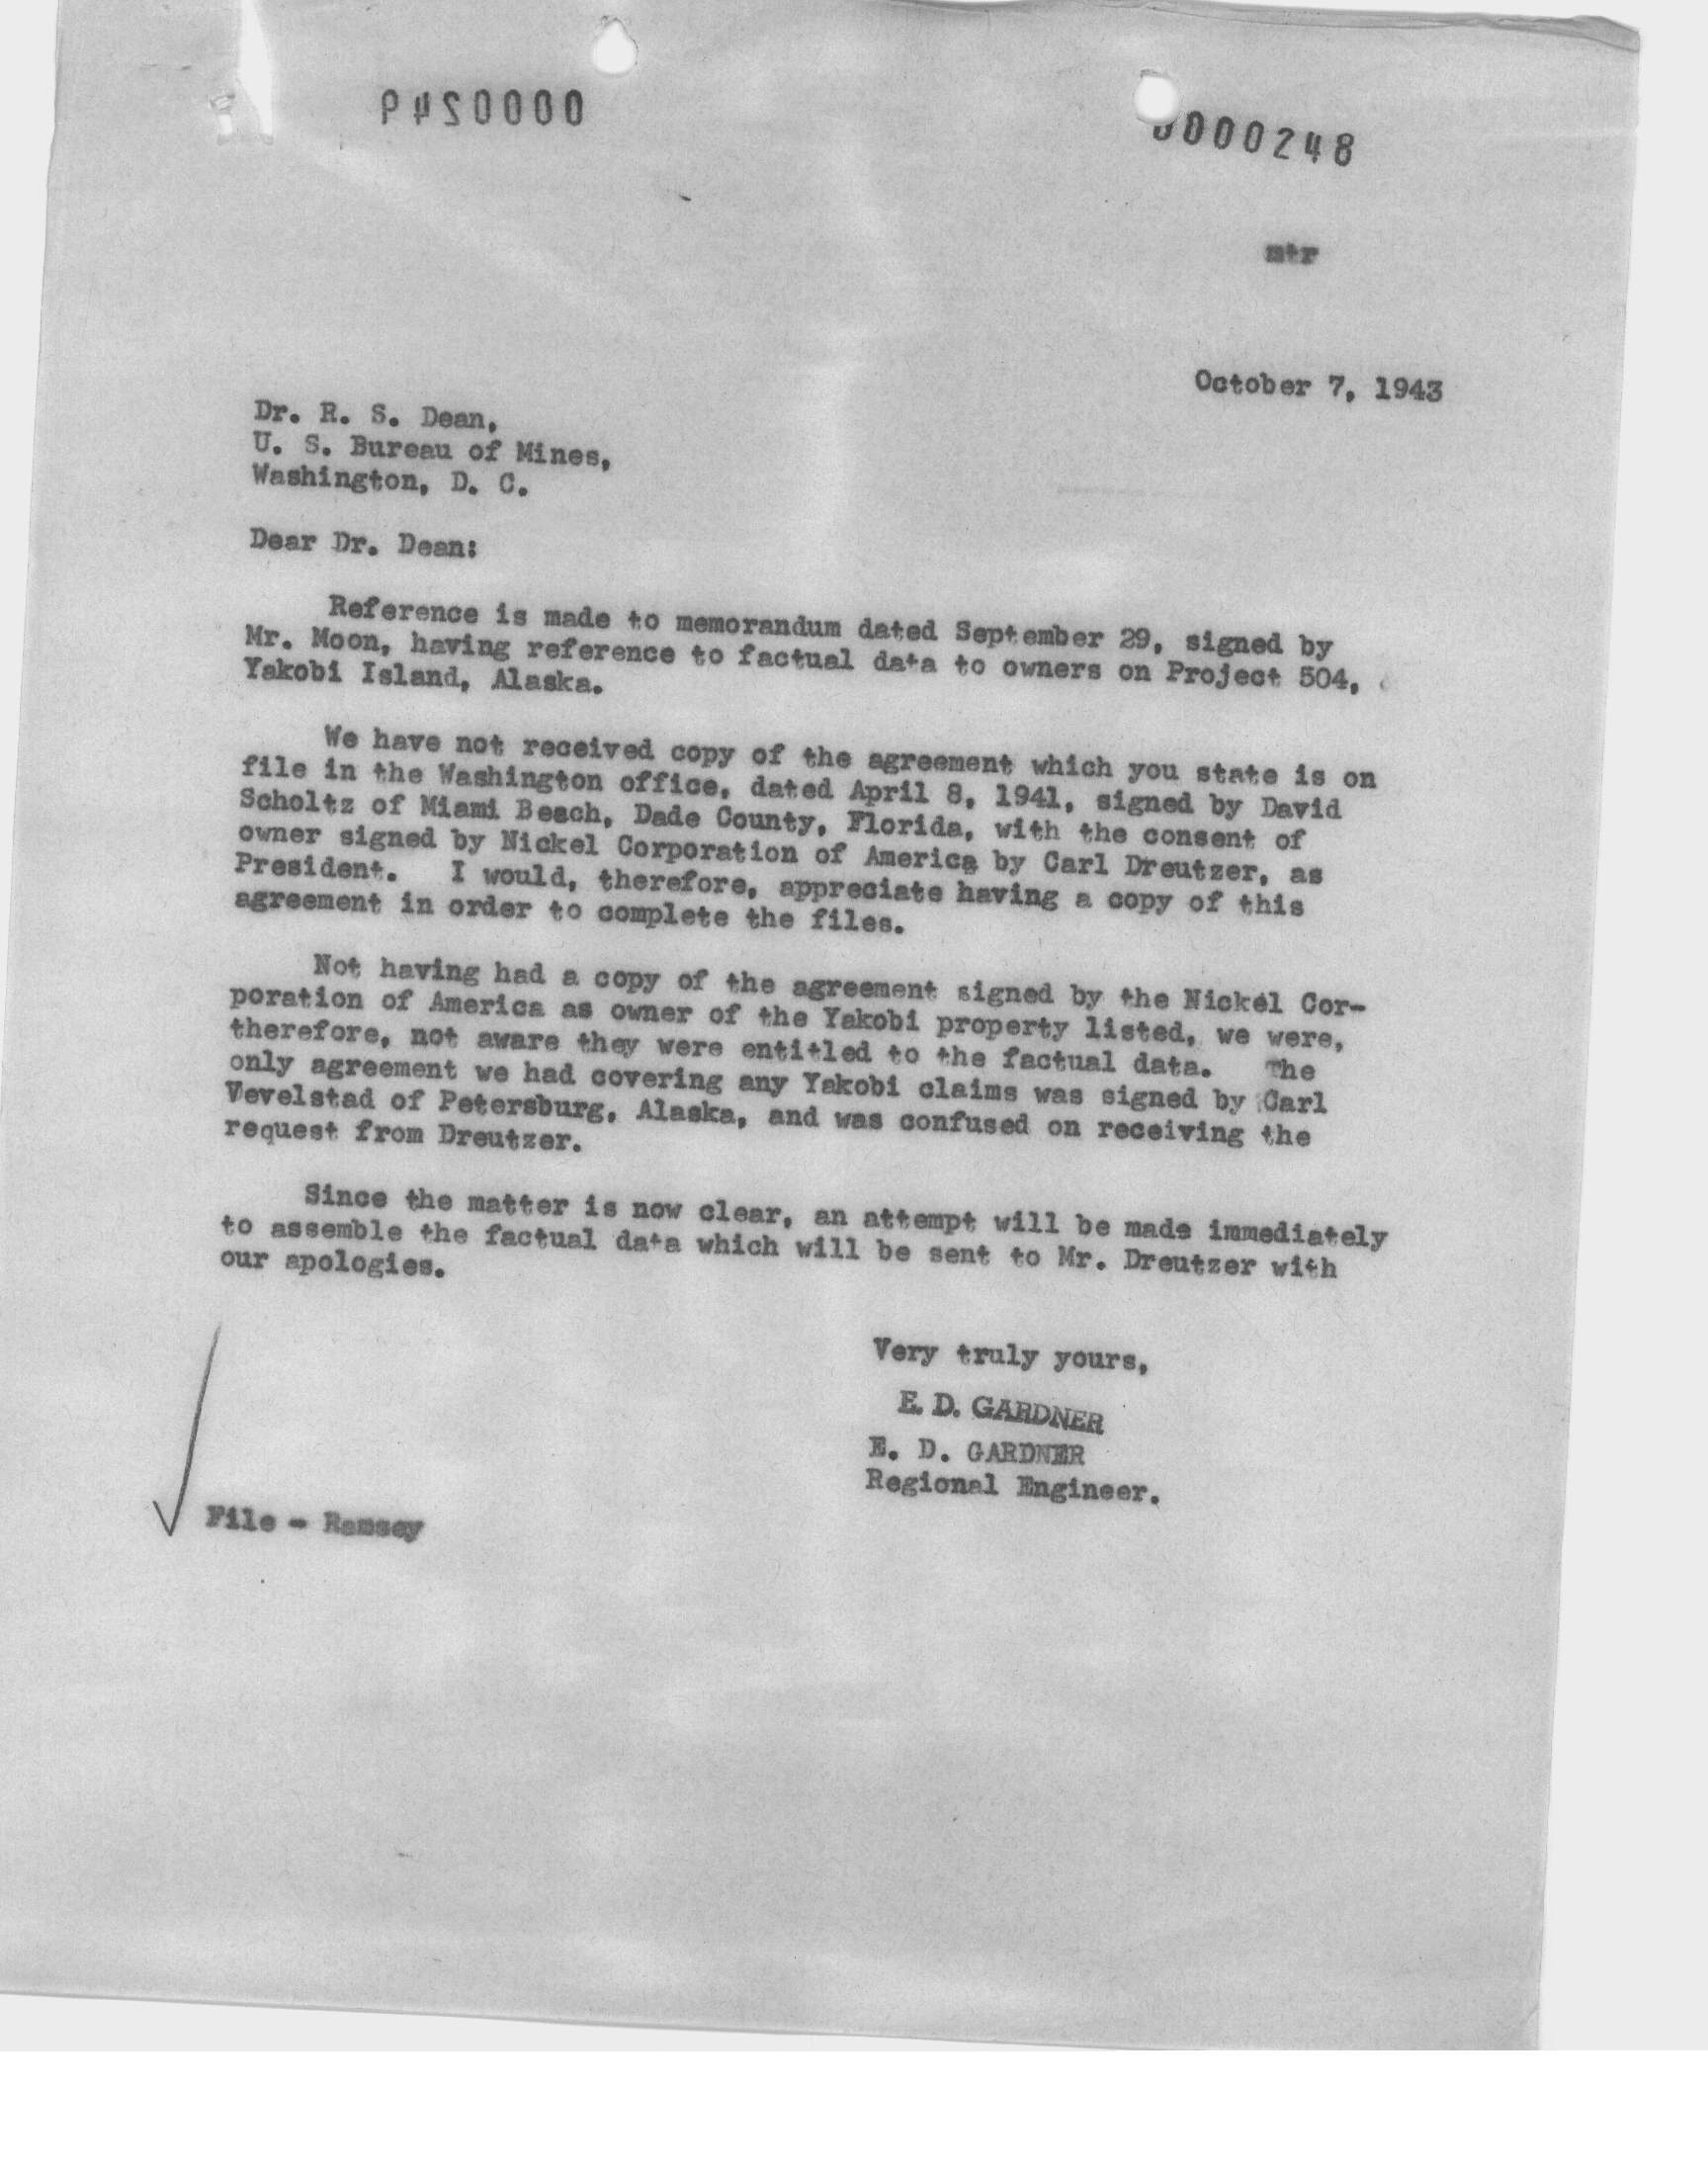 0000249
0000248
mtr
October 7, 1943
Dr. R. S. Dean,
U. S. Bureau of Mines,
Washington, D. C.
Dear Dr. Dean:
Reference is made to memorandum dated September 29, signed by
Mr. Moon, having reference to factual data to owners on Project 504,
Yakobi Island, Alaska.
We have not received copy of the agreement which you state is on
file in the Washington office, dated April 8, 1941, signed by David
Scholtz of Miami Beach, Dade County, Florida, with the consent of
owner signed by Nickel Corporation of America by Carl Dreutzer, as
President. I would, therefore, appreciate having a copy of this
agreement in order to complete the files.
Not having had a copy of the agreement signed by the Nickel Cor-
poration of America as owner of the Yakobi property listed, we were,
therefore, not aware they were entitled to the factual data. The
only agreement we had covering any Yakobi claims was signed by Carl
Vevelstad of Petersburg, Alaska, and was confused on receiving the
request from Dreutzer.
Since the matter is now clear, an attempt will be made immediately
to assemble the factual data which will be sent to Mr. Dreutzer with
our apologies.
Very truly yours,
E. D. GARDNER
E. D. GARDNER
Regional Engineer.
File - Ramsey